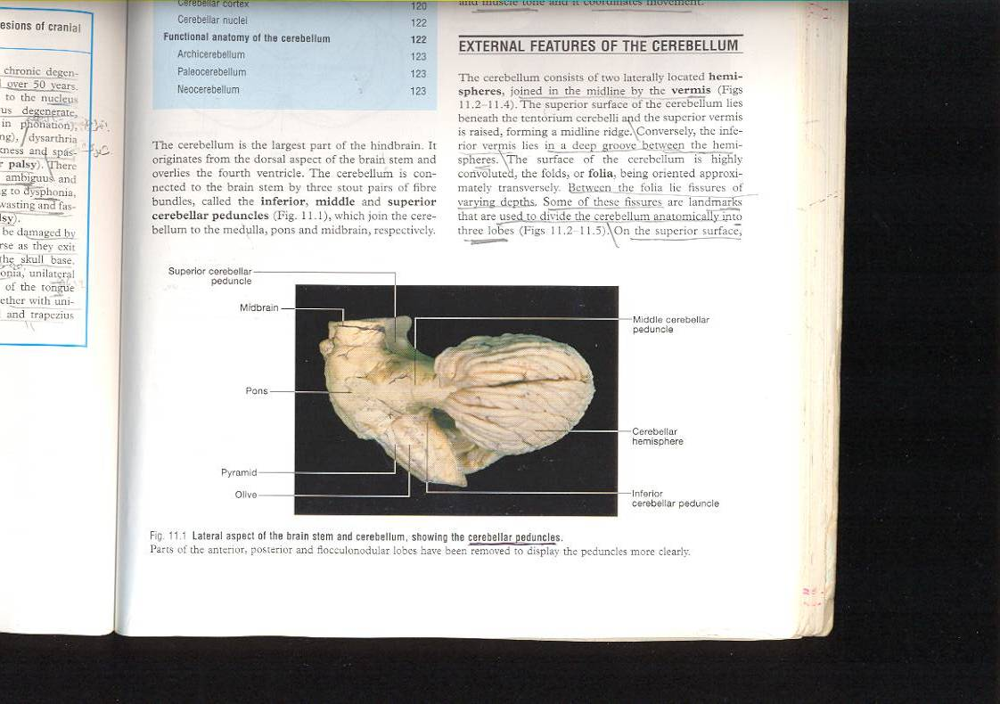 esions of cranial
chronic degen-
over 50 years.
to the nucleus
us degenerate,
in phonation),
ng), dysarthria
kness and spas-
r palsy). There
ambiguus and
g to dysphonia,
wasting and fas-
lsy).
be damaged by
rse as they exit
the skull base.
onia, unilateral
of the tongue
ether with uni-
and trapezius
Cerebellar cortex 120
Cerebellar nuclei 122
Functional anatomy of the cerebellum 122
Archicerebellum 123
Paleocerebellum 123
Neocerebellum 123
The cerebellum is the largest part of the hindbrain. It
originates from the dorsal aspect of the brain stem and
overlies the fourth ventricle. The cerebellum is con-
nected to the brain stem by three stout pairs of fibre
bundles, called the inferior, middle and superior
cerebellar peduncles (Fig. 11.1), which join the cere-
bellum to the medulla, pons and midbrain, respectively.
and muscle tone and it coordinates movement.
EXTERNAL FEATURES OF THE CEREBELLUM
The cerebellum consists of two laterally located hemi-
spheres, joined in the midline by the vermis (Figs
11.2–11.4). The superior surface of the cerebellum lies
beneath the tentorium cerebelli and the superior vermis
is raised, forming a midline ridge. Conversely, the infe-
rior vermis lies in a deep groove between the hemi-
spheres. The surface of the cerebellum is highly
convoluted, the folds, or folia, being oriented approxi-
mately transversely. Between the folia lie fissures of
varying depths. Some of these fissures are landmarks
that are used to divide the cerebellum anatomically into
three lobes (Figs 11.2–11.5). On the superior surface,
Superior cerebellar
peduncle
Midbrain
Pons
Pyramid
Olive
Middle cerebellar
peduncle
Cerebellar
hemisphere
Inferior
cerebellar peduncle
Fig. 11.1 Lateral aspect of the brain stem and cerebellum, showing the cerebellar peduncles.
Parts of the anterior, posterior and flocculonodular lobes have been removed to display the peduncles more clearly.